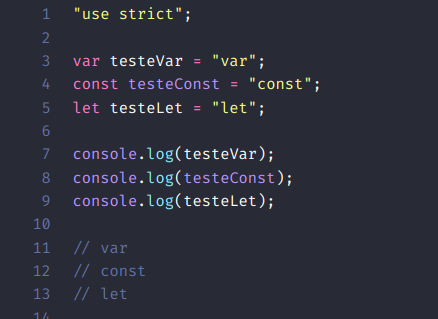 1 "use strict";
2
3 var testeVar = "var";
4 const testeConst = "const";
5 let testeLet = "let";
6
7 console.log(testeVar);
8 console.log(testeConst);
9 console.log(testeLet);
10
11 // var
12 // const
13 // let
14